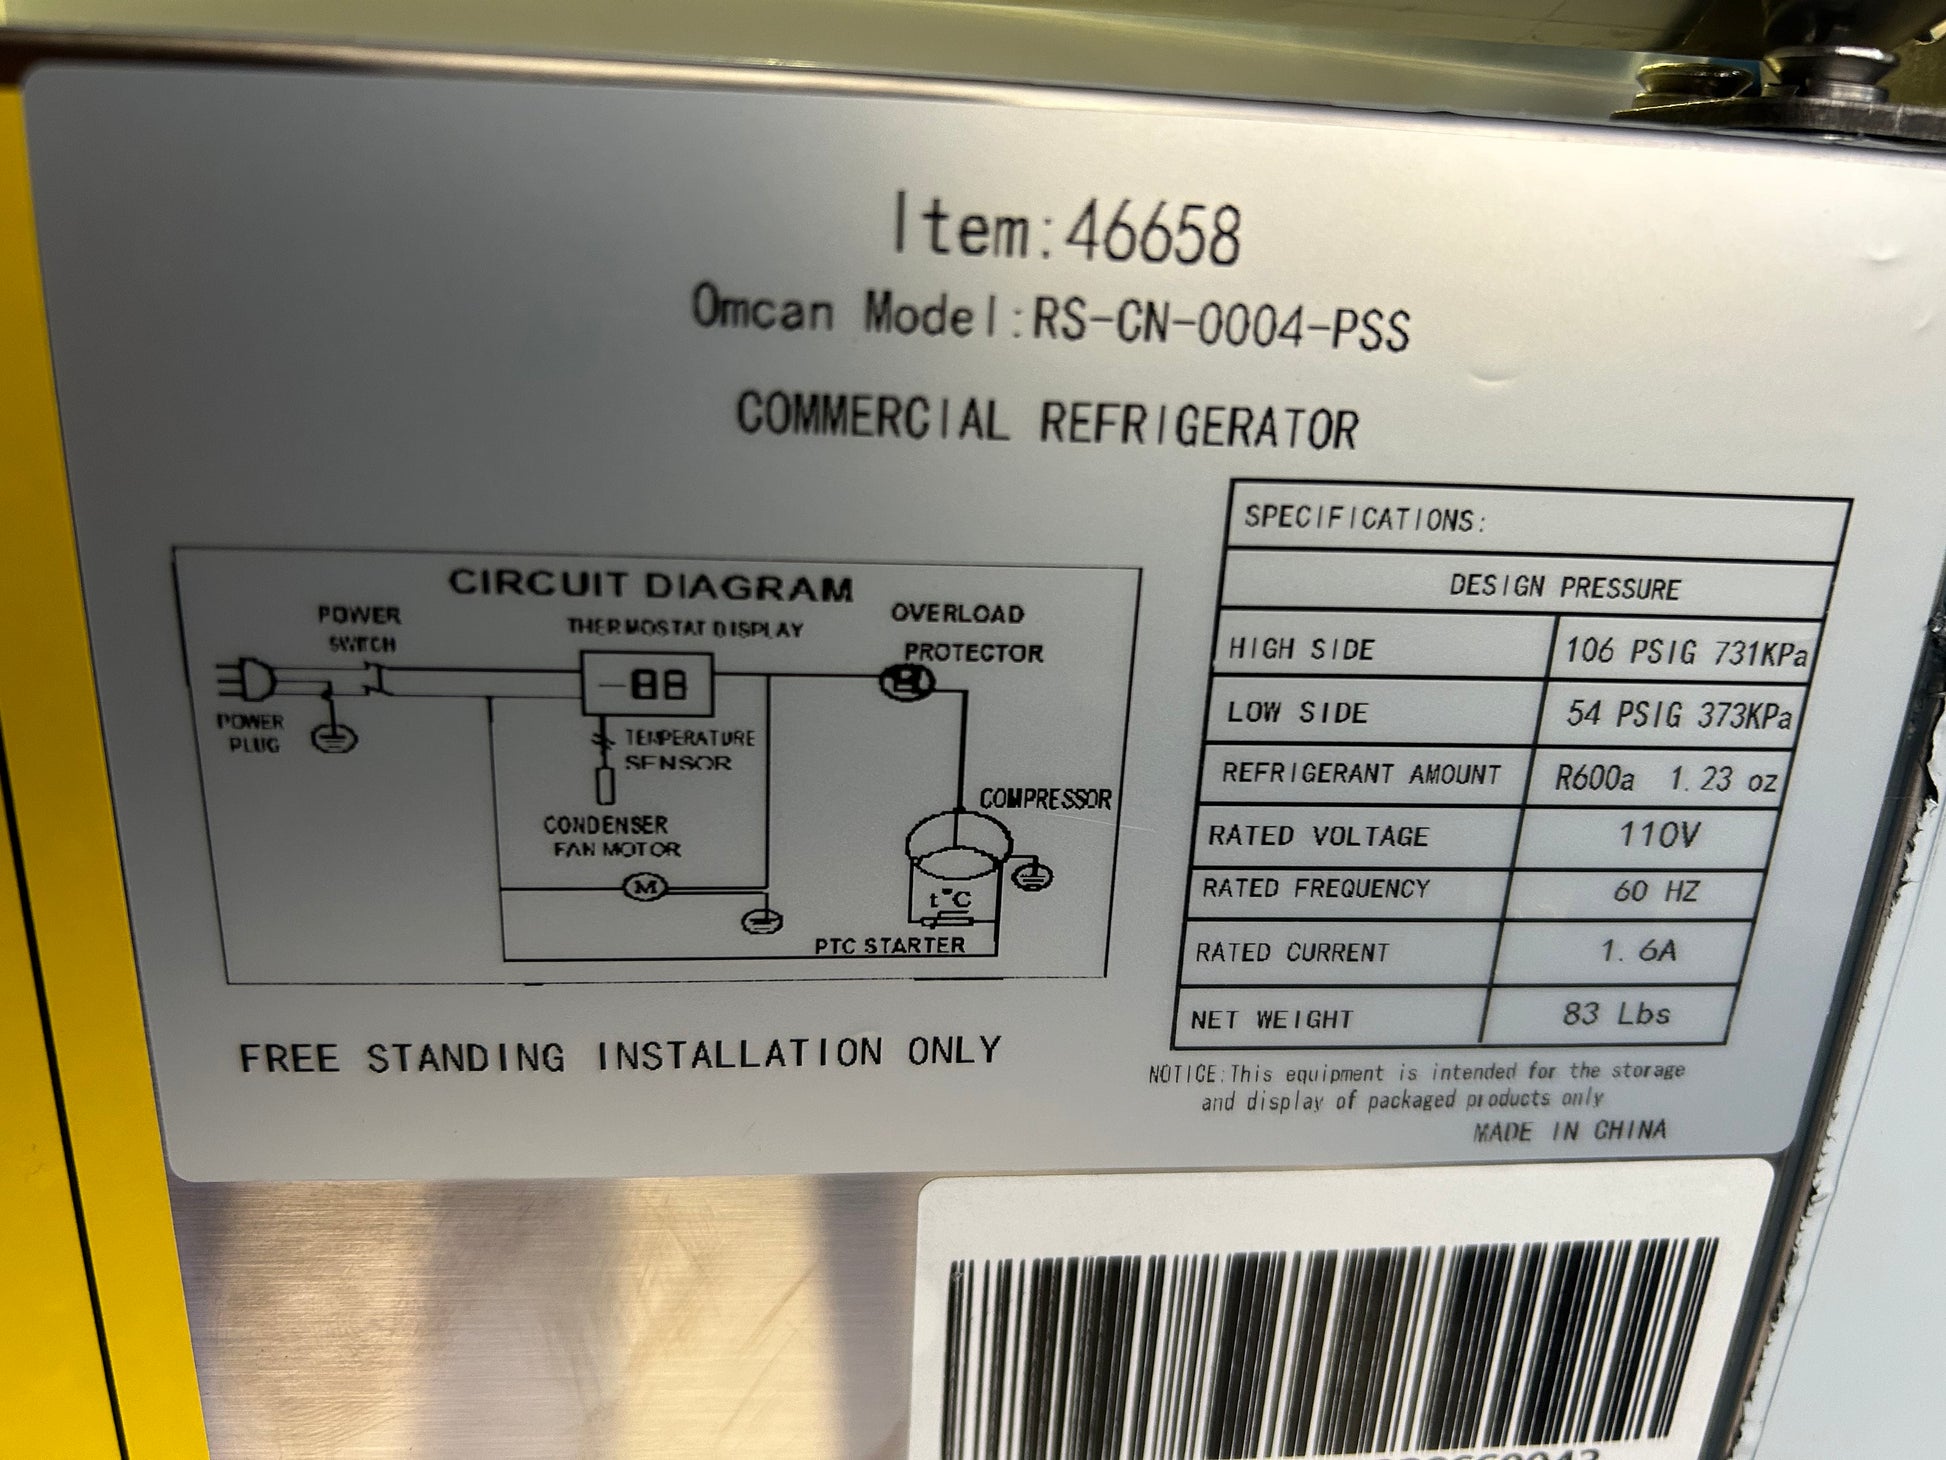 Item:46658
Omcan Model:RS-CN-0004-PSS
COMMERCIAL REFRIGERATOR
CIRCUIT DIAGRAM
POWER
SWITCH
THERMOSTAT DISPLAY
OVERLOAD
PROTECTOR
-88
POWER
PLUG
TEMPERATURE
SENSOR
CONDENSER
FAN MOTOR
M
COMPRESSOR
t°C
PTC STARTER
FREE STANDING INSTALLATION ONLY
SPECIFICATIONS:
DESIGN PRESSURE
HIGH SIDE 106 PSIG 731KPa
LOW SIDE 54 PSIG 373KPa
REFRIGERANT AMOUNT R600a 1.23 oz
RATED VOLTAGE 110V
RATED FREQUENCY 60 HZ
RATED CURRENT 1.6A
NET WEIGHT 83 Lbs
NOTICE:This equipment is intended for the storage
and display of packaged products only
MADE IN CHINA